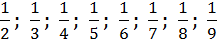 1/2 ; 1/3 ; 1/4 ; 1/5 ; 1/6 ; 1/7 ; 1/8 ; 1/9